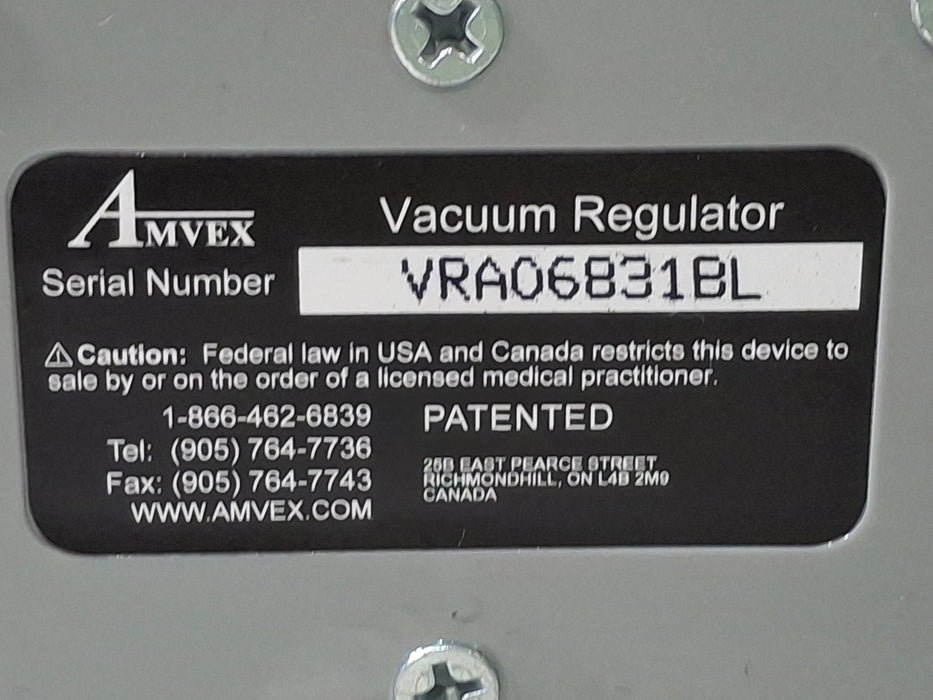 AMVEX
Vacuum Regulator
Serial Number VRA06831BL
⚠ Caution: Federal law in USA and Canada restricts this device to
sale by or on the order of a licensed medical practitioner.
1-866-462-6839
Tel: (905) 764-7736
Fax: (905) 764-7743
WWW.AMVEX.COM
PATENTED
25B EAST PEARCE STREET
RICHMONDHILL, ON L4B 2M9
CANADA